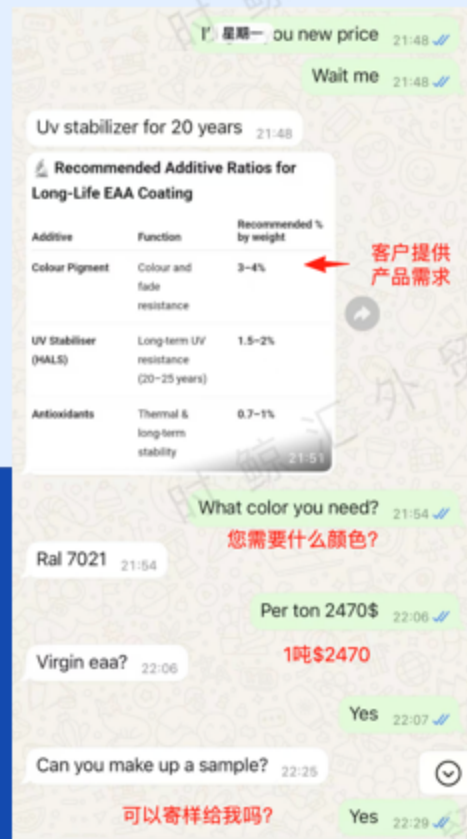 I' 星期一 ou new price 21:48
Wait me 21:48
Uv stabilizer for 20 years 21:48
Recommended Additive Ratios for
Long-Life EAA Coating
Additive Function Recommended %
by weight
Colour Pigment Colour and
fade
resistance 3–4%
客户提供
产品需求
UV Stabiliser
(HALS) Long-term UV
resistance
(20–25 years) 1.5–2%
Antioxidants Thermal &
long-term
stability 0.7–1%
21:51
What color you need? 21:54
您需要什么颜色?
Ral 7021 21:54
Per ton 2470$ 22:06
1吨$2470
Virgin eaa? 22:06
Yes 22:07
Can you make up a sample? 22:25
可以寄样给我吗?
Yes 22:29